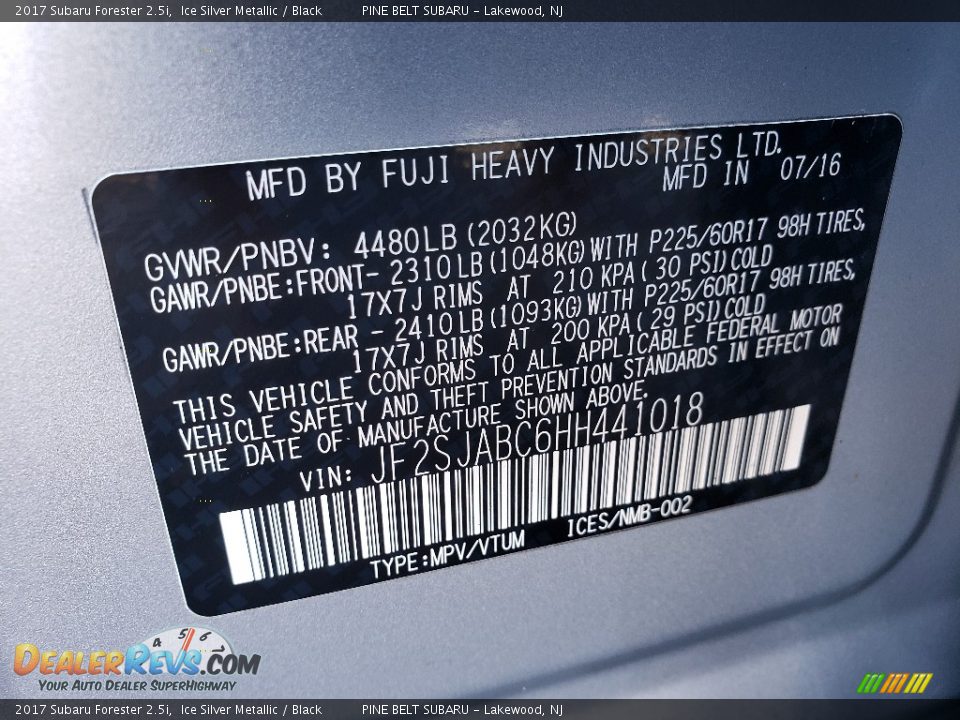 2017 Subaru Forester 2.5i, Ice Silver Metallic / Black PINE BELT SUBARU - Lakewood, NJ
MFD BY FUJI HEAVY INDUSTRIES LTD.
MFD IN 07/16
GVWR/PNBV: 4480LB (2032KG)
GAWR/PNBE:FRONT- 2310LB (1048KG) WITH P225/60R17 98H TIRES,
17X7J RIMS AT 210 KPA( 30 PSI)COLD
GAWR/PNBE:REAR - 2410LB (1093KG) WITH P225/60R17 98H TIRES,
17X7J RIMS AT 200 KPA( 29 PSI)COLD
THIS VEHICLE CONFORMS TO ALL APPLICABLE FEDERAL MOTOR
VEHICLE SAFETY AND THEFT PREVENTION STANDARDS IN EFFECT ON
THE DATE OF MANUFACTURE SHOWN ABOVE.
VIN: JF2SJABC6HH441018
TYPE:MPV/VTUM ICES/NMB-002
4 5 6
DEALERREVS.COM
YOUR AUTO DEALER SUPERHIGHWAY
2017 Subaru Forester 2.5i, Ice Silver Metallic / Black PINE BELT SUBARU - Lakewood, NJ